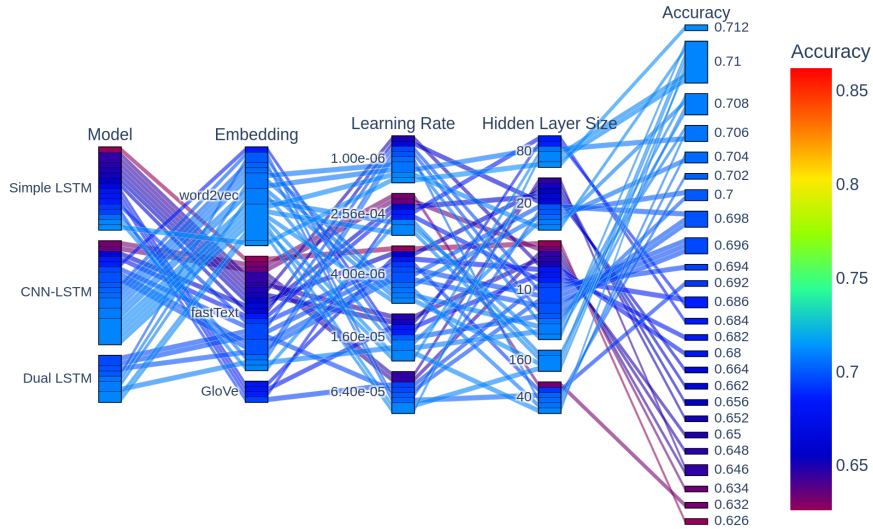 Model
Simple LSTM
CNN-LSTM
Dual LSTM
Embedding
word2vec
fastText
GloVe
Learning Rate
1.00e-06
2.56e-04
4.00e-06
1.60e-05
6.40e-05
Hidden Layer Size
80
20
10
160
40
Accuracy
0.712
0.71
0.708
0.706
0.704
0.702
0.7
0.698
0.696
0.694
0.692
0.686
0.684
0.682
0.68
0.664
0.662
0.656
0.652
0.65
0.648
0.646
0.634
0.632
0.626
Accuracy
0.85
0.8
0.75
0.7
0.65